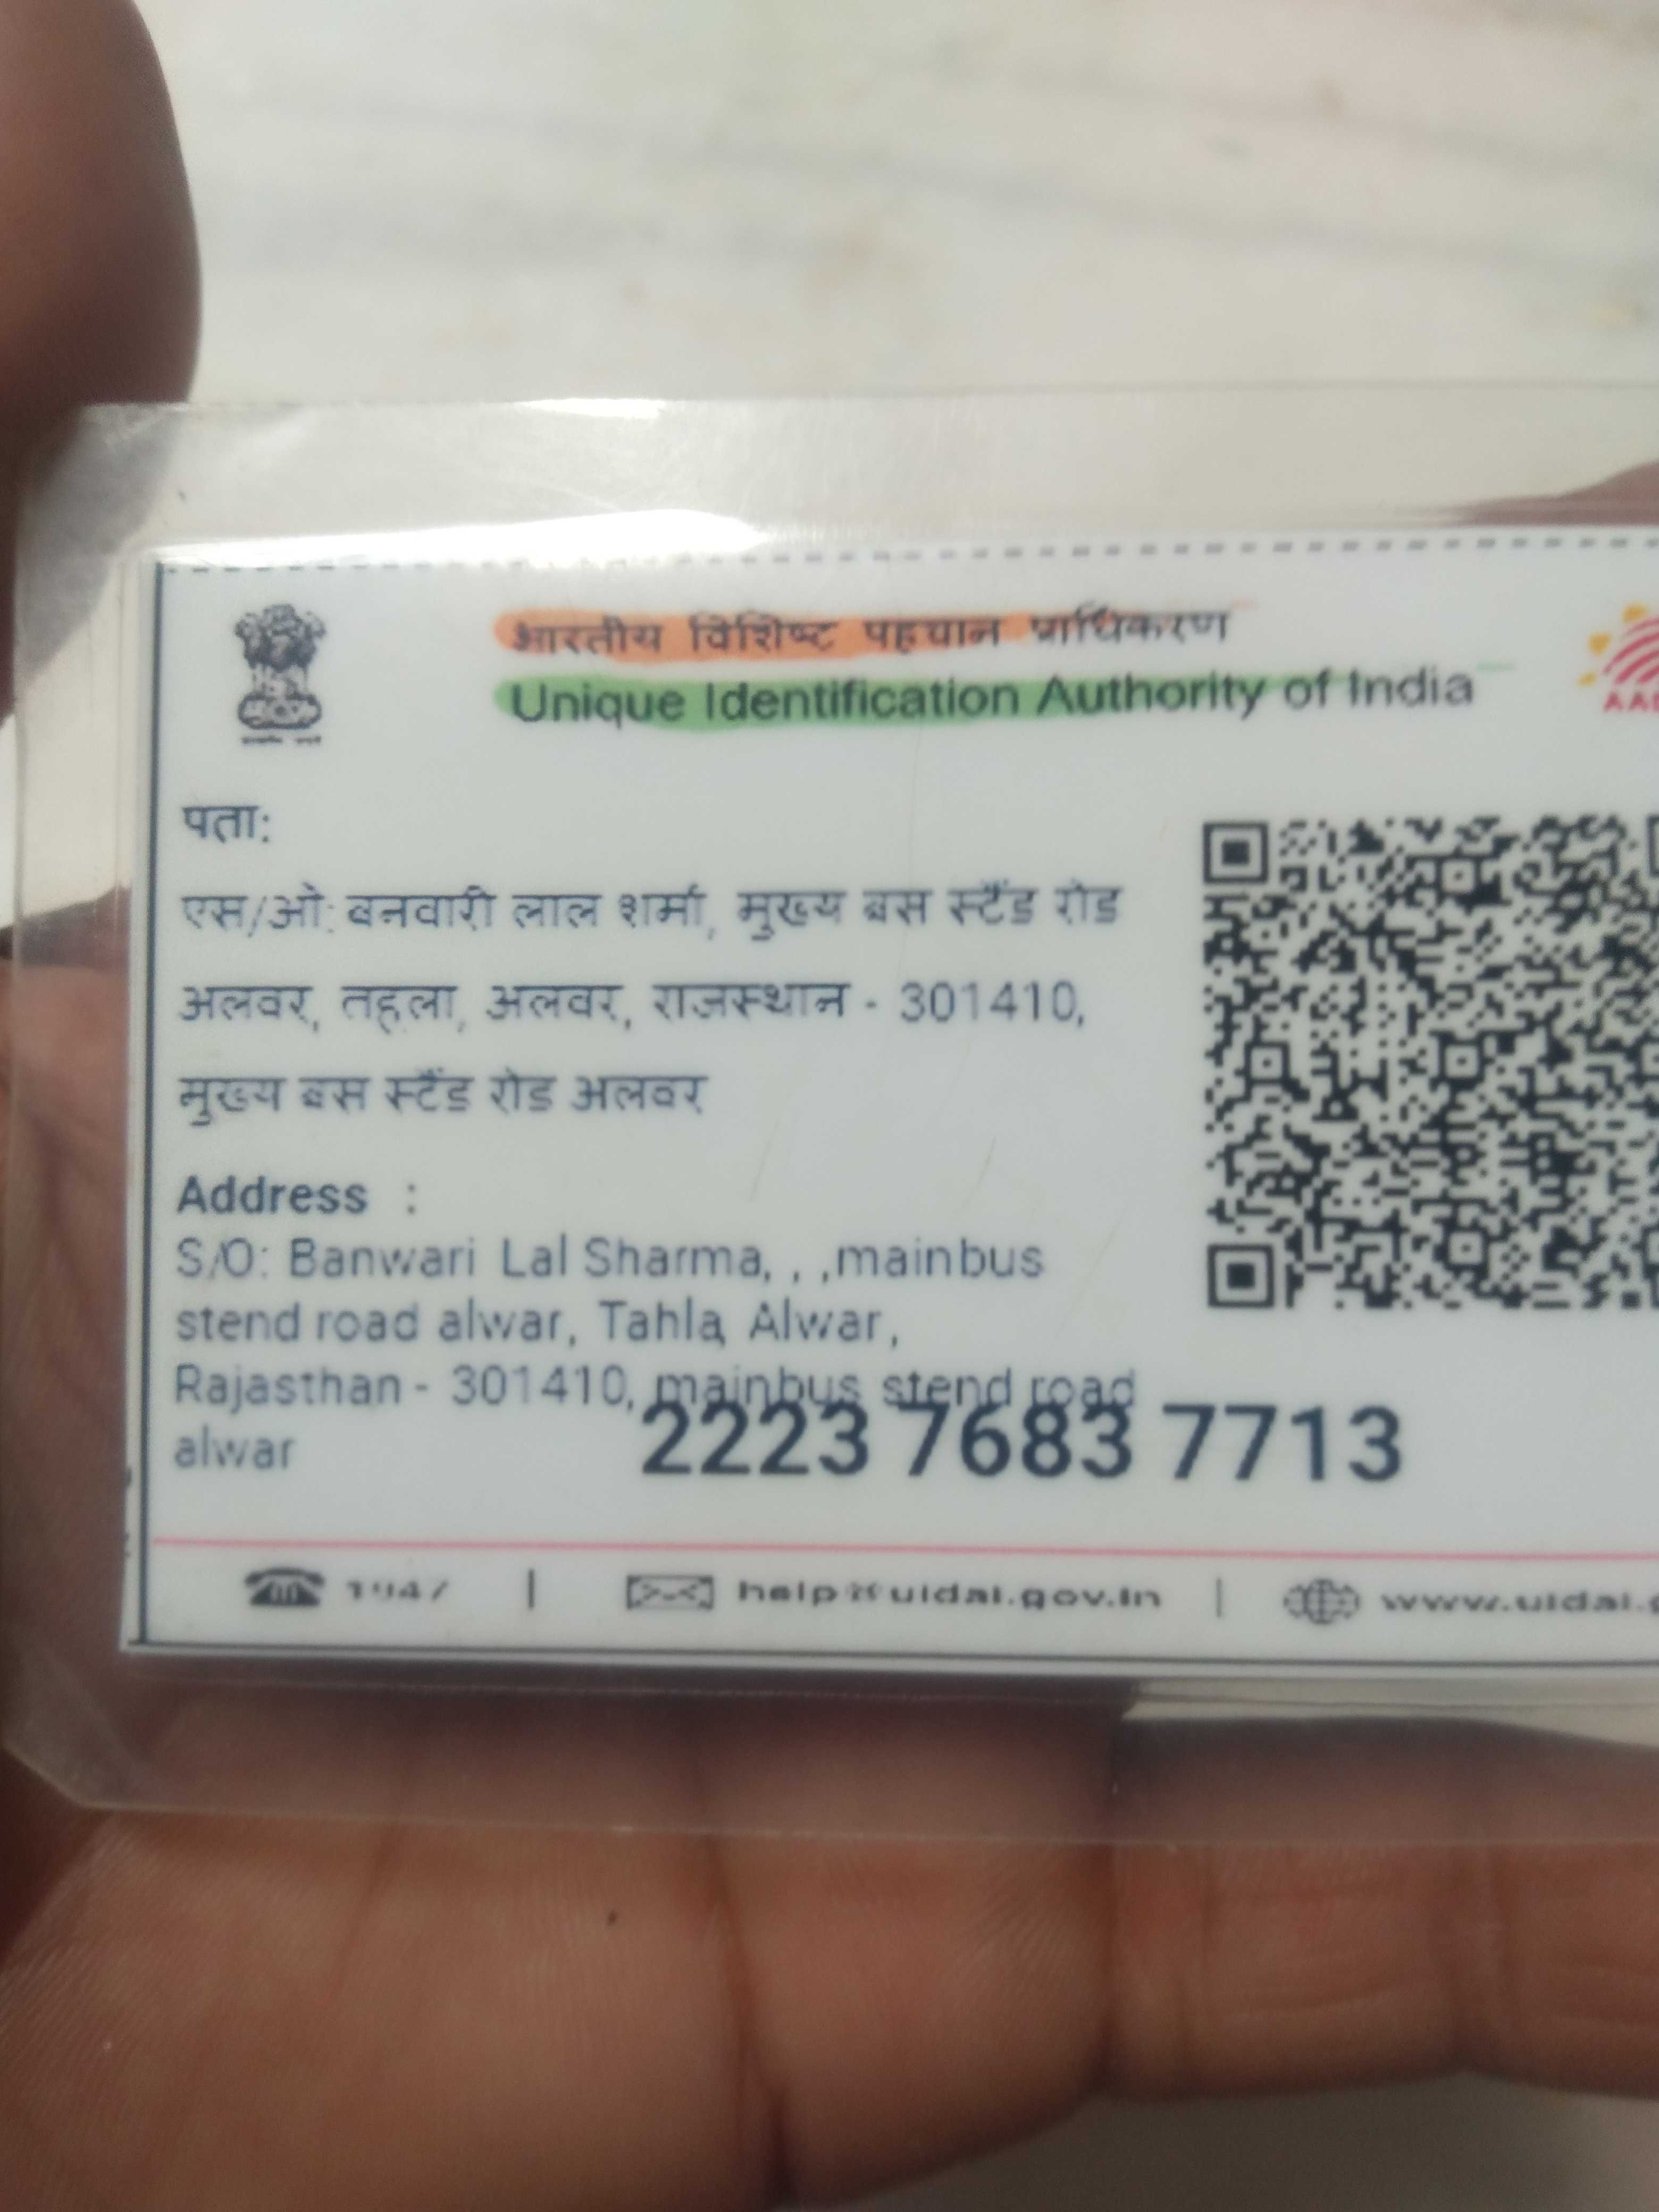 भारतीय विशिष्ट पहचान प्राधिकरण
Unique Identification Authority of India
पता:
एस/ओ: बनवारी लाल शर्मा, मुख्य बस स्टैंड रोड
अलवर, तहला, अलवर, राजस्थान - 301410,
मुख्य बस स्टैंड रोड अलवर
Address :
S/O: Banwari Lal Sharma, , ,mainbus
stend road alwar, Tahla, Alwar,
Rajasthan - 301410, mainbus stend road
alwar
2223 7683 7713
1947 | help@uidai.gov.in | www.uidai.g